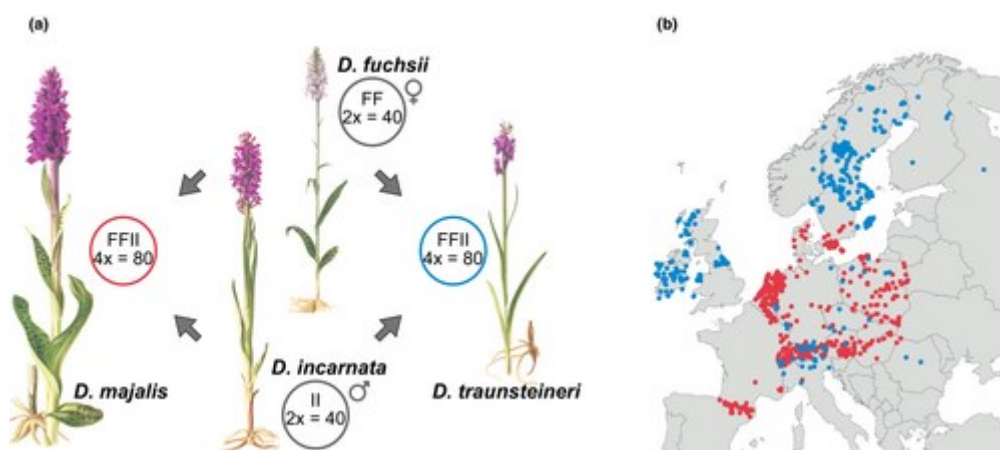 (a)
D. fuchsii
FF
2x = 40
♀
FFII
4x = 80
FFII
4x = 80
D. majalis
D. incarnata
II
2x = 40
♂
D. traunsteineri
(b)